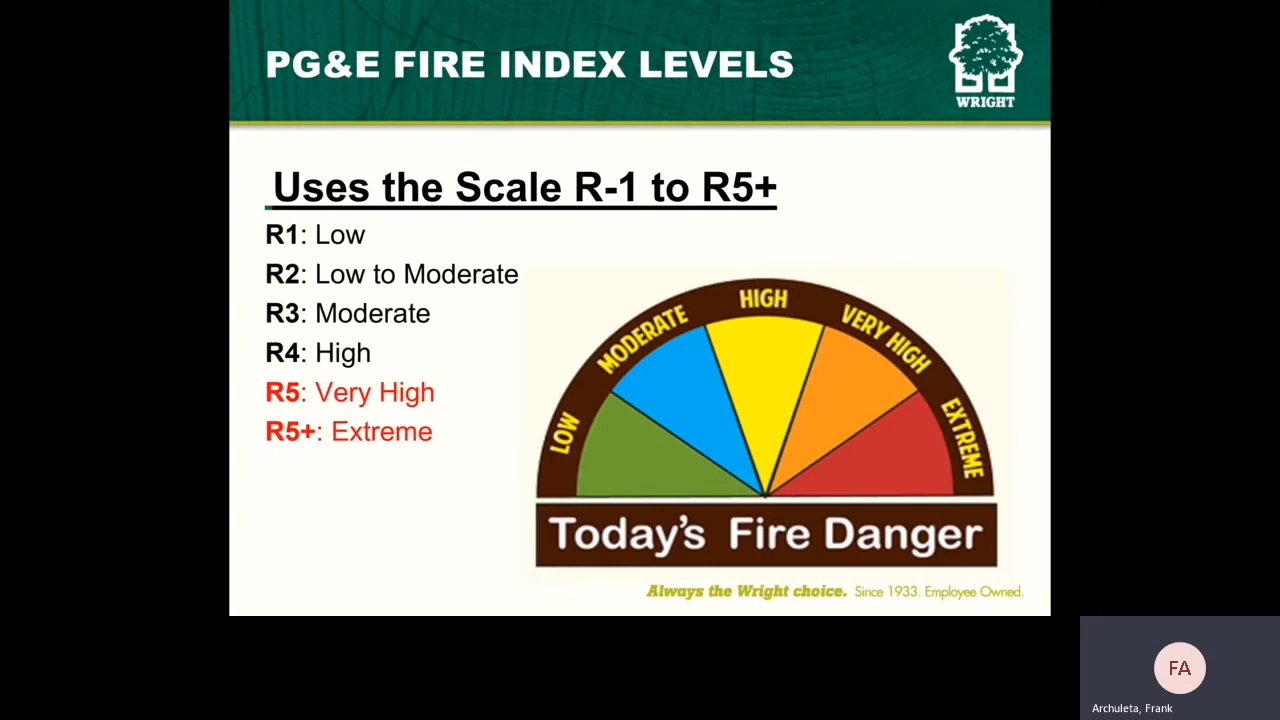 PG&E FIRE INDEX LEVELS
WRIGHT
Uses the Scale R-1 to R5+
R1: Low
R2: Low to Moderate
R3: Moderate
R4: High
R5: Very High
R5+: Extreme
LOW
MODERATE
HIGH
VERY HIGH
EXTREME
Today's Fire Danger
Always the Wright choice. Since 1933. Employee Owned.
FA
Archuleta, Frank